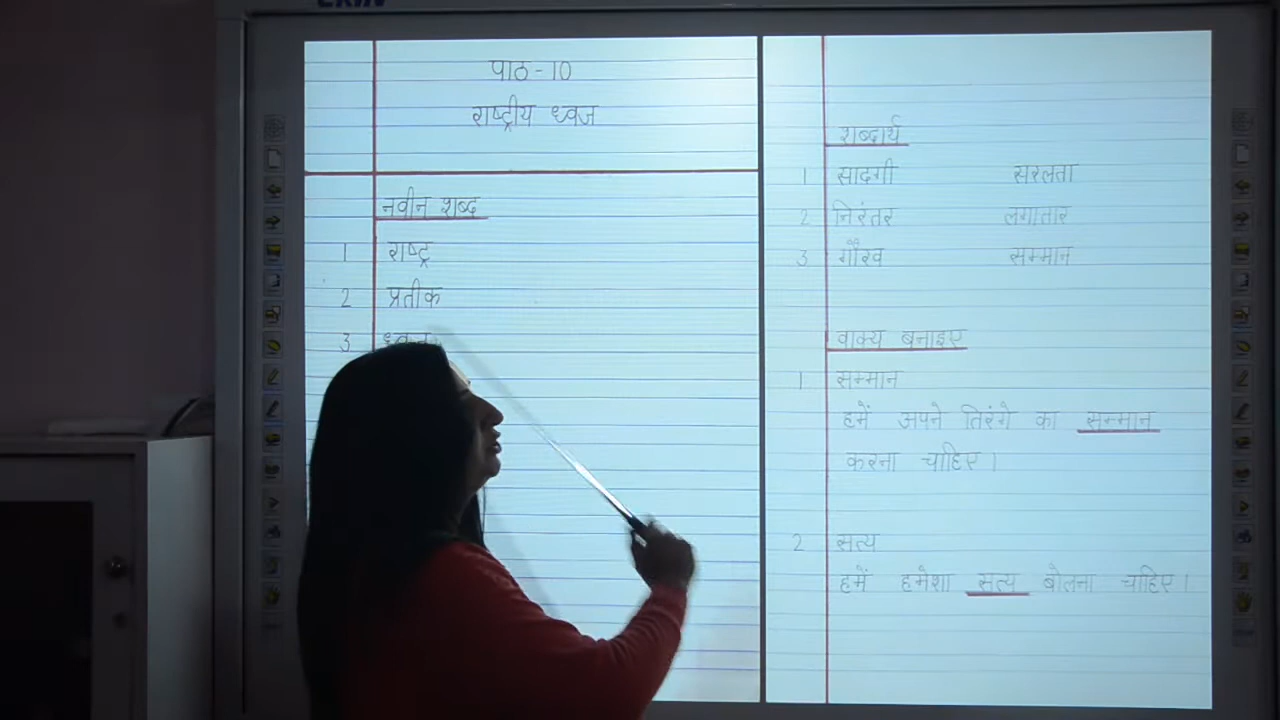 पाठ - 10
राष्ट्रीय ध्वज
नवीन शब्द
1 राष्ट्र
2 प्रतीक
3 ध्वज
शब्दार्थ
1 सादगी सरलता
2 निरंतर लगातार
3 गौरव सम्मान
वाक्य बनाइए
1 सम्मान
हमें अपने तिरंगे का सम्मान
करना चाहिए।
2 सत्य
हमें हमेशा सत्य बोलना चाहिए।